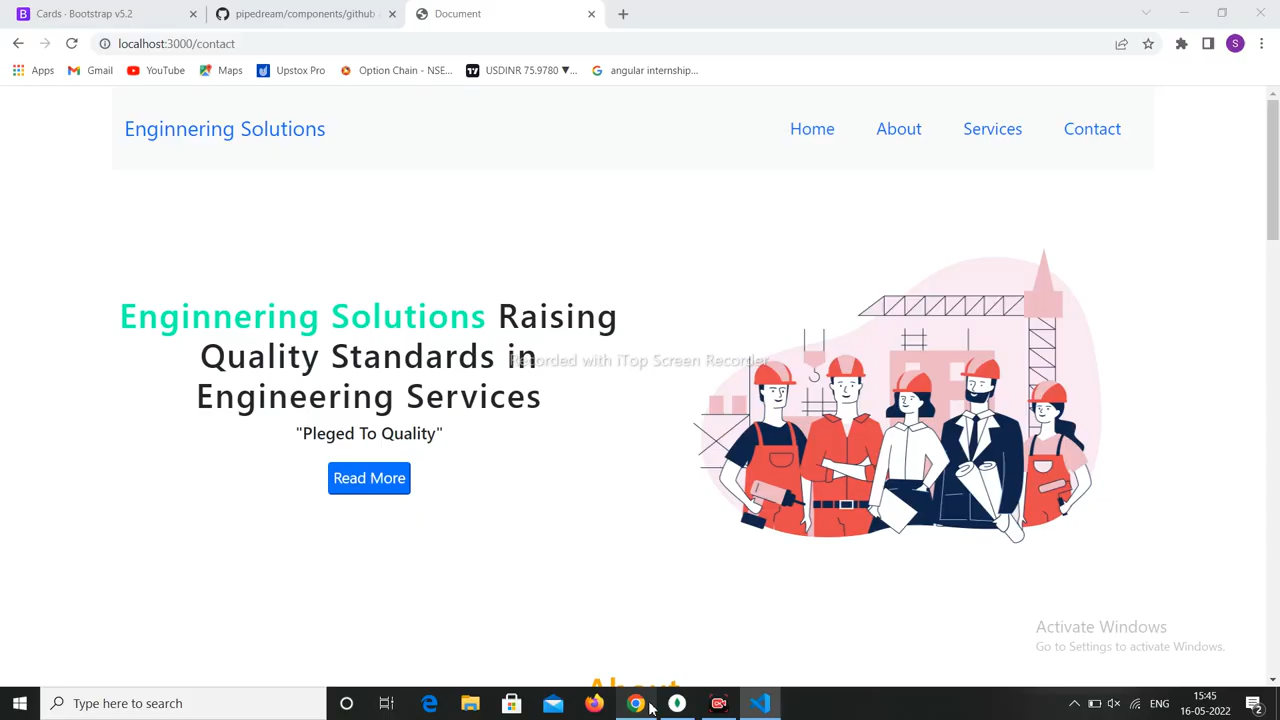 Cards - Bootstrap v5.2
pipedream/components/github
Document
localhost:3000/contact
S
Apps
Gmail
YouTube
Maps
Upstox Pro
Option Chain - NSE...
USDINR 75.9780 ▼...
angular internship...
Enginnering Solutions
Home
About
Services
Contact
Enginnering Solutions Raising
Quality Standards in
Engineering Services
"Pleged To Quality"
Read More
Recorded with iTop Screen Recorder
Activate Windows
Go to Settings to activate Windows.
About
Type here to search
ENG
15:45
16-05-2022
2